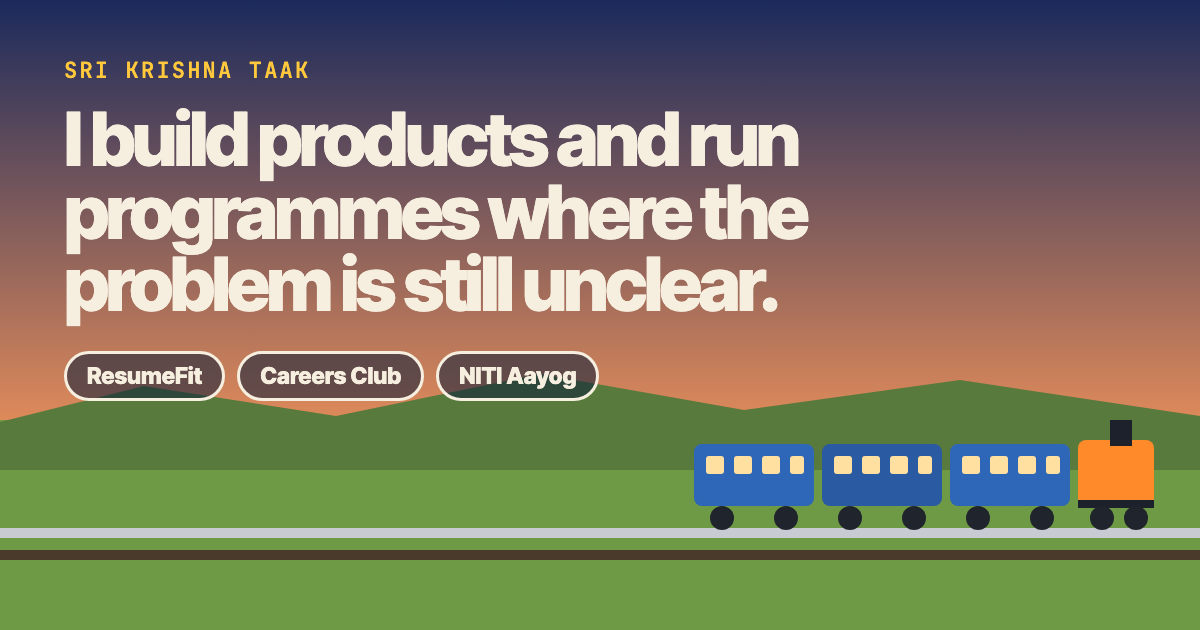 SRI KRISHNA TAAK
I build products and run
programmes where the
problem is still unclear.
ResumeFit
Careers Club
NITI Aayog